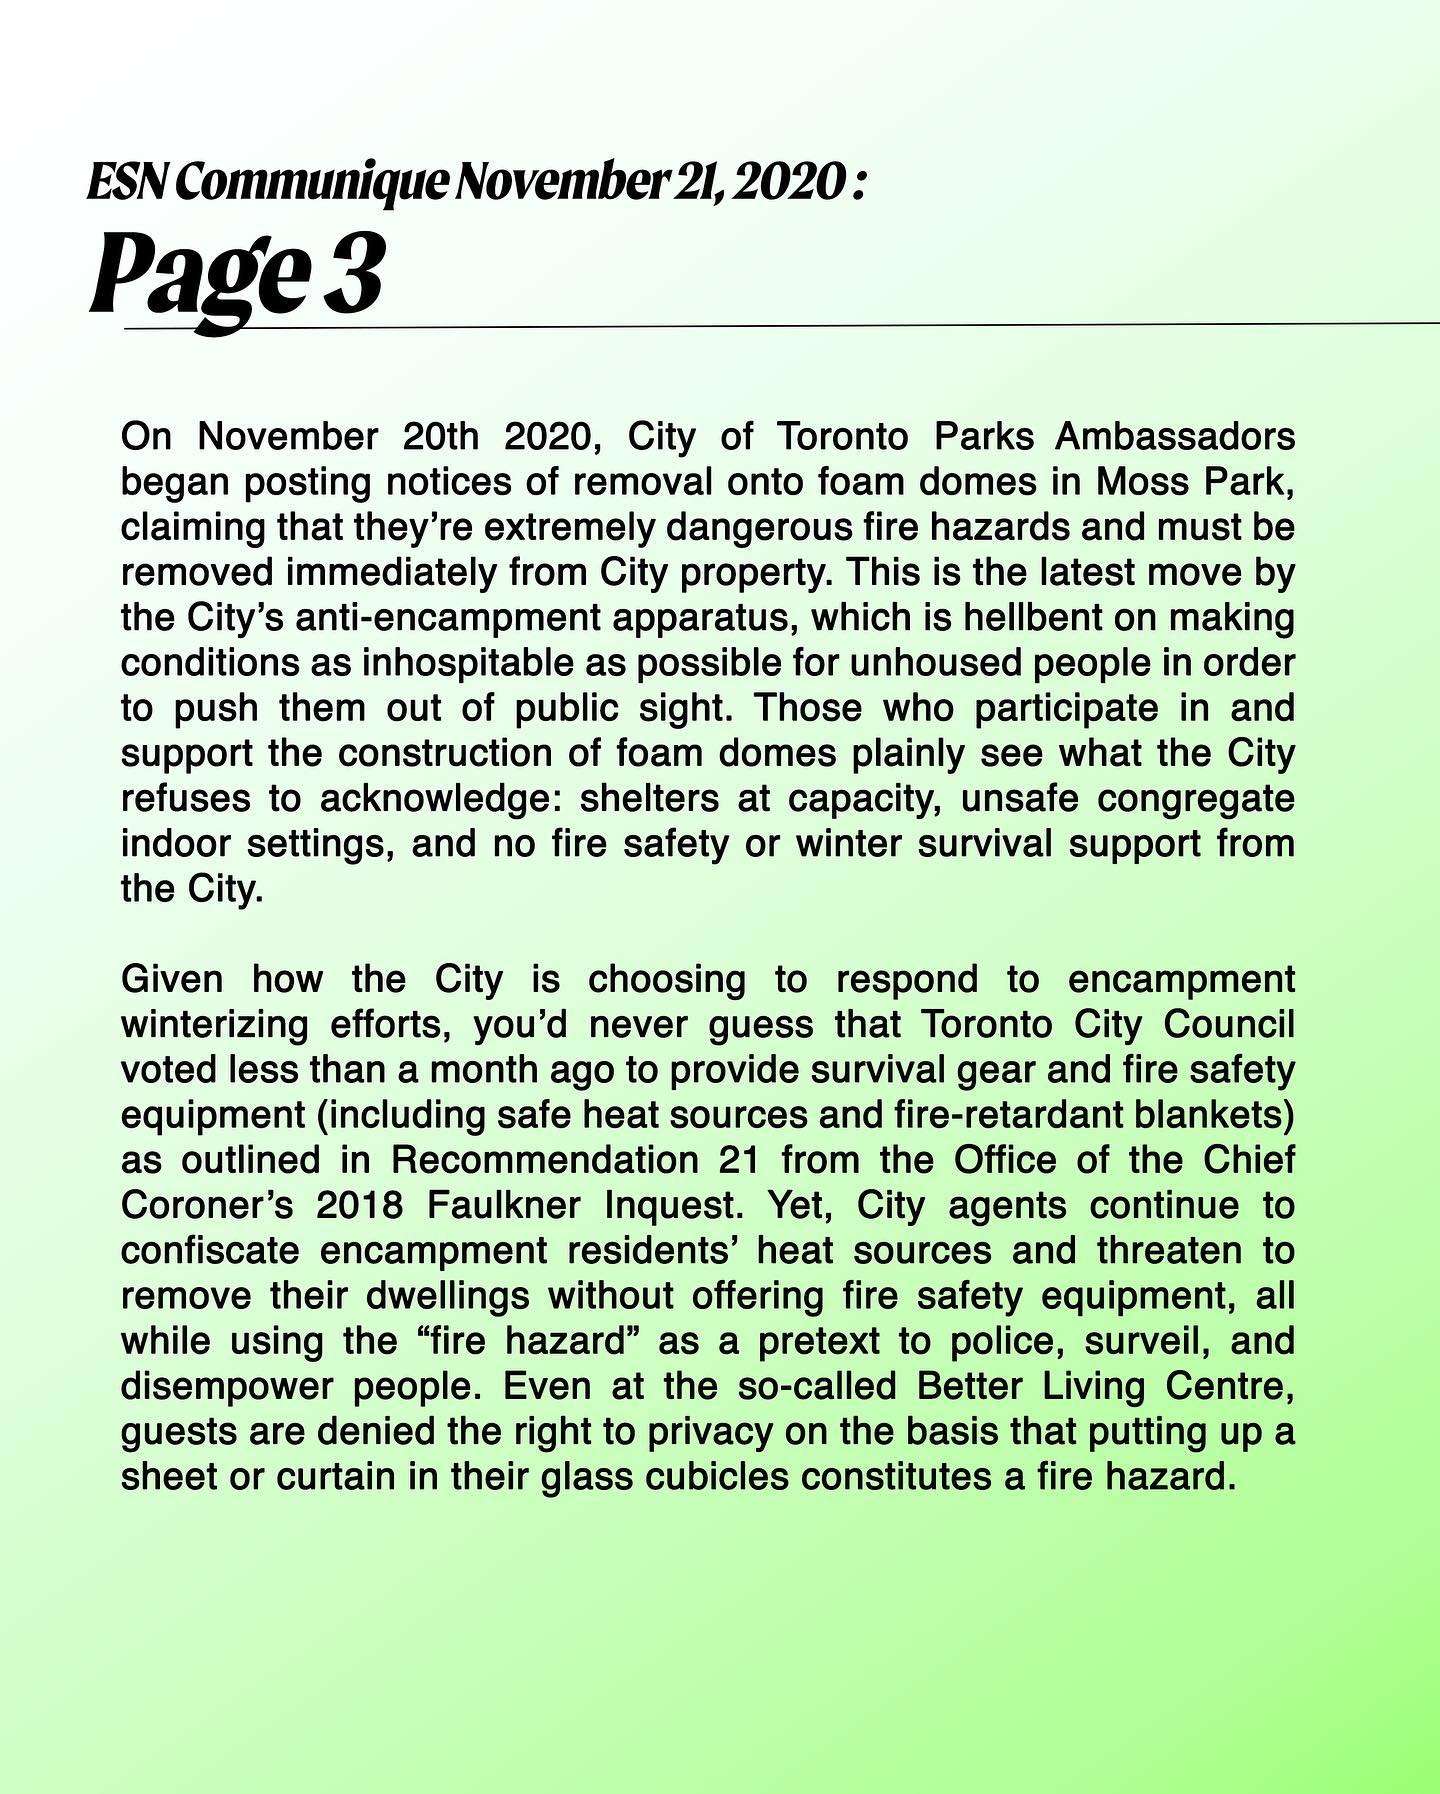 ESN Communique November 21, 2020 :
Page 3
On November 20th 2020, City of Toronto Parks Ambassadors
began posting notices of removal onto foam domes in Moss Park,
claiming that they’re extremely dangerous fire hazards and must be
removed immediately from City property. This is the latest move by
the City’s anti-encampment apparatus, which is hellbent on making
conditions as inhospitable as possible for unhoused people in order
to push them out of public sight. Those who participate in and
support the construction of foam domes plainly see what the City
refuses to acknowledge: shelters at capacity, unsafe congregate
indoor settings, and no fire safety or winter survival support from
the City.
Given how the City is choosing to respond to encampment
winterizing efforts, you’d never guess that Toronto City Council
voted less than a month ago to provide survival gear and fire safety
equipment (including safe heat sources and fire-retardant blankets)
as outlined in Recommendation 21 from the Office of the Chief
Coroner’s 2018 Faulkner Inquest. Yet, City agents continue to
confiscate encampment residents’ heat sources and threaten to
remove their dwellings without offering fire safety equipment, all
while using the “fire hazard” as a pretext to police, surveil, and
disempower people. Even at the so-called Better Living Centre,
guests are denied the right to privacy on the basis that putting up a
sheet or curtain in their glass cubicles constitutes a fire hazard.